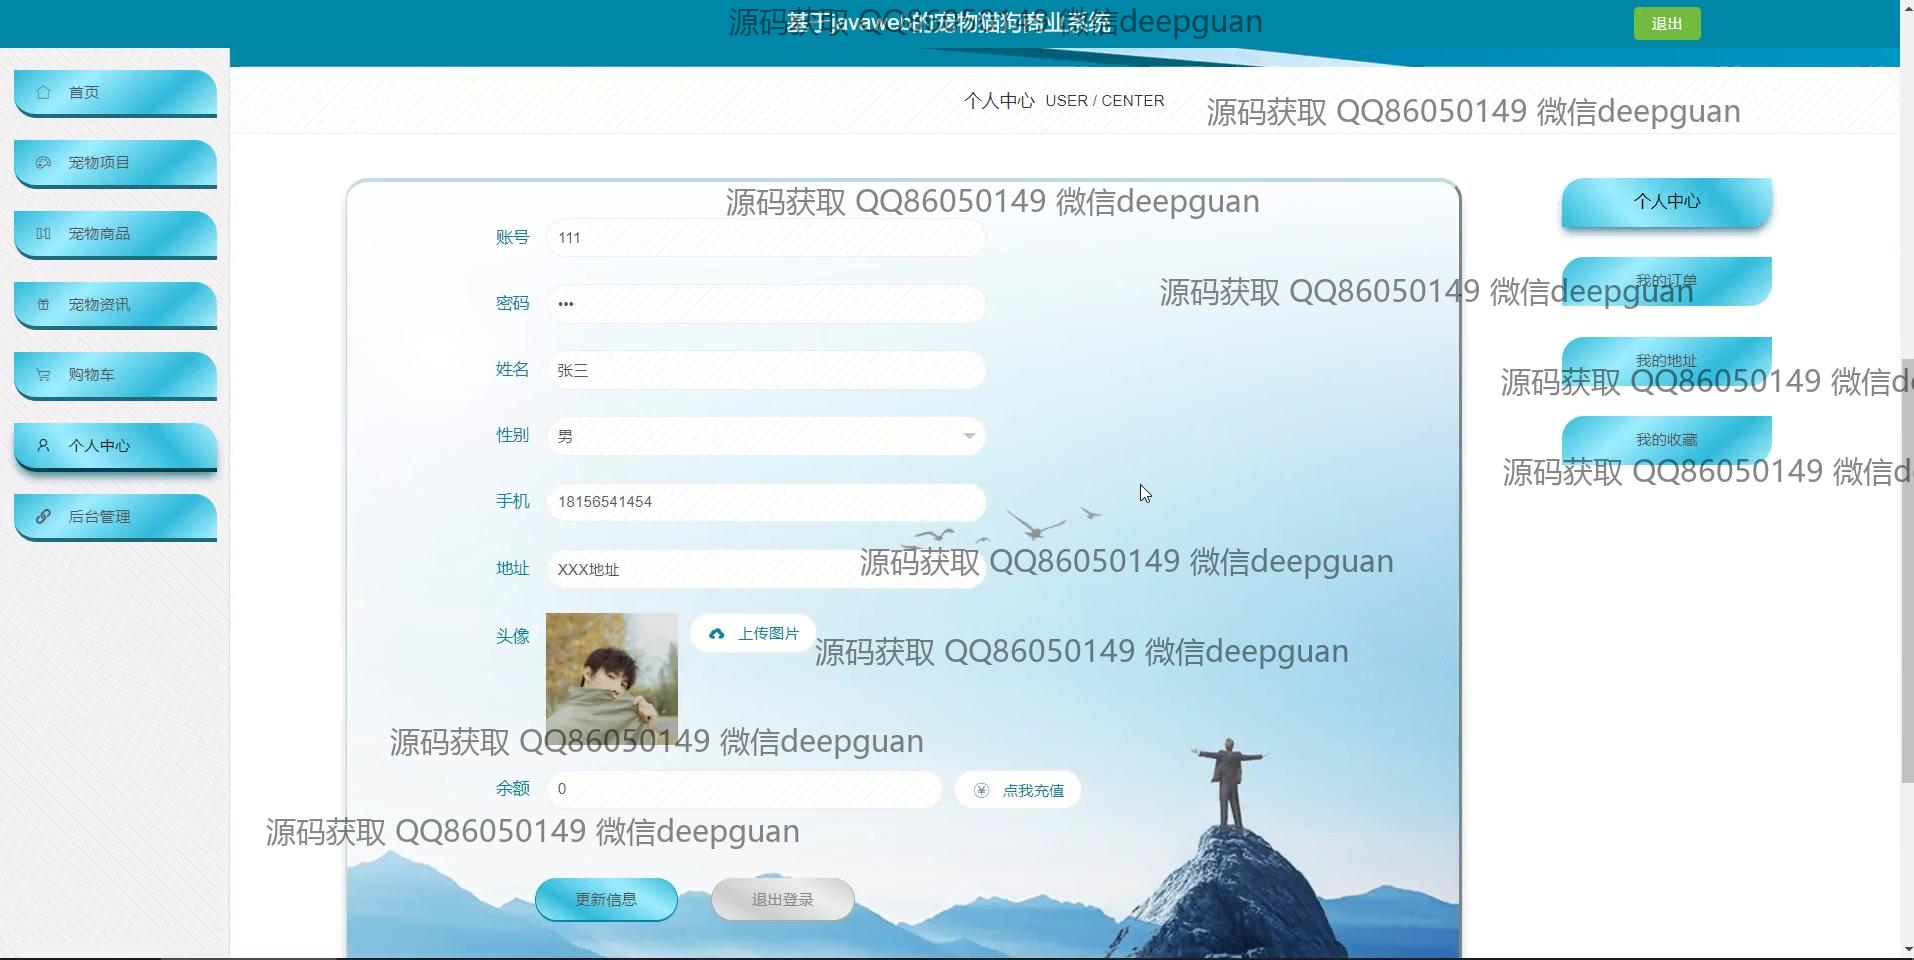 基于javaweb的宠物猫狗商业系统
源码获取 QQ86050149 微信deepguan
退出
首页
宠物项目
宠物商品
宠物资讯
购物车
个人中心
后台管理
个人中心 USER / CENTER
源码获取 QQ86050149 微信deepguan
源码获取 QQ86050149 微信deepguan
账号 111
密码 •••
姓名 张三
性别 男
手机 18156541454
地址 XXX地址
头像 上传图片
余额 0 点我充值
更新信息 退出登录
个人中心
我的订单
我的地址
我的收藏
源码获取 QQ86050149 微信deepguan
源码获取 QQ86050149 微信d
源码获取 QQ86050149 微信d
源码获取 QQ86050149 微信deepguan
源码获取 QQ86050149 微信deepguan
源码获取 QQ86050149 微信deepguan
源码获取 QQ86050149 微信deepguan